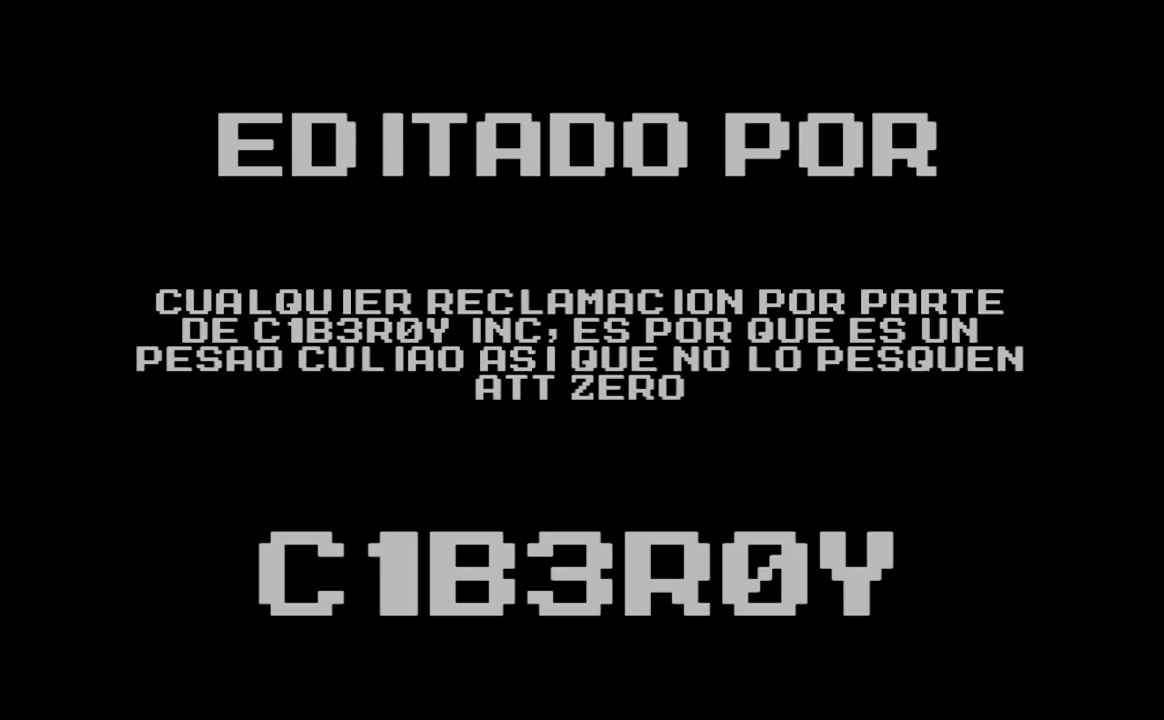 EDITADO POR
CUALQUIER RECLAMACION POR PARTE
DE C1B3R0Y INC, ES POR QUE ES UN
PESAO CULIAO ASI QUE NO LO PESQUEN
ATT ZERO
C1B3R0Y